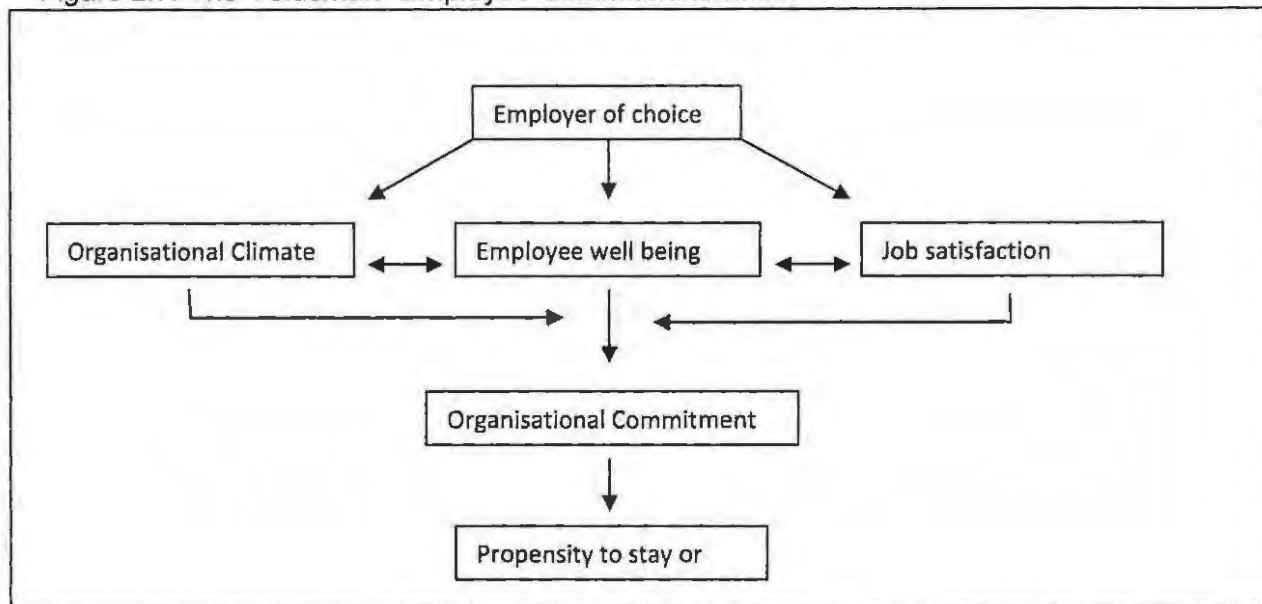 Employer of choice
Organisational Climate
Employee well being
Job satisfaction
Organisational Commitment
Propensity to stay or